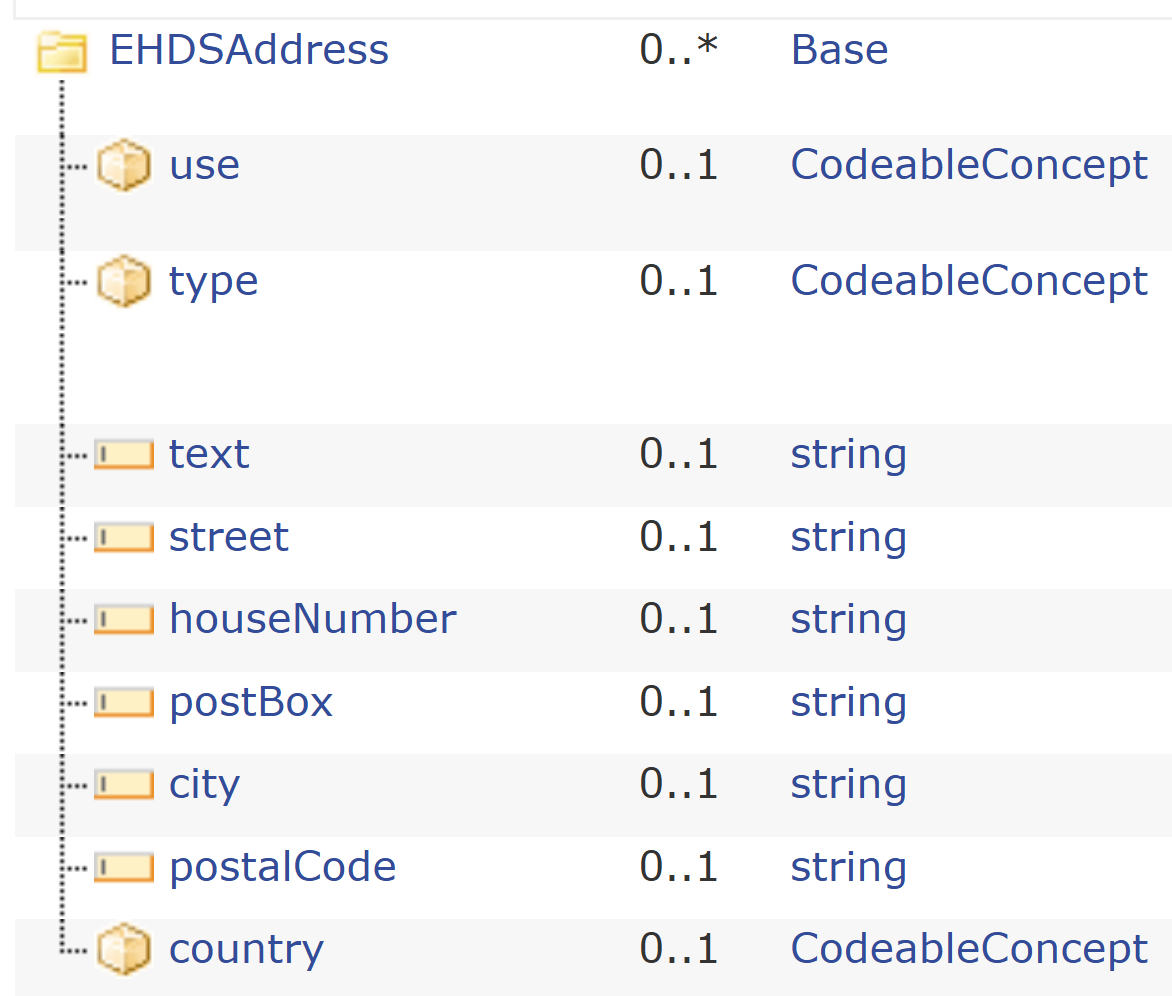 EHDSAddress 0..* Base
use 0..1 CodeableConcept
type 0..1 CodeableConcept
text 0..1 string
street 0..1 string
houseNumber 0..1 string
postBox 0..1 string
city 0..1 string
postalCode 0..1 string
country 0..1 CodeableConcept